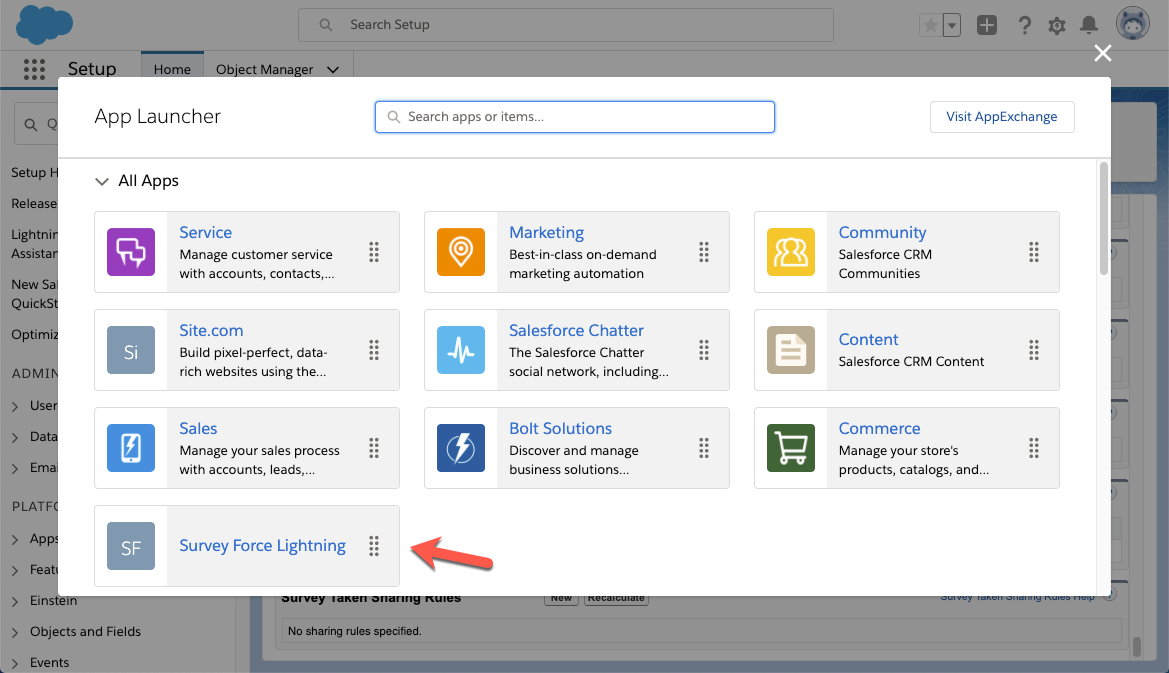 Search Setup
Setup
Home
Object Manager
App Launcher
Search apps or items...
Visit AppExchange
All Apps
Service
Manage customer service
with accounts, contacts,...
Marketing
Best-in-class on-demand
marketing automation
Community
Salesforce CRM
Communities
Si
Site.com
Build pixel-perfect, data-
rich websites using the...
Salesforce Chatter
The Salesforce Chatter
social network, including...
Content
Salesforce CRM Content
Sales
Manage your sales process
with accounts, leads,...
Bolt Solutions
Discover and manage
business solutions...
Commerce
Manage your store's
products, catalogs, and...
SF
Survey Force Lightning
Q
Setup H
Release
Lightnin
Assistan
New Sal
QuickSt
Optimiz
ADMIN
User
Data
Emai
PLATFO
Apps
Featu
Einstein
Objects and Fields
Events
Survey Taken Sharing Rules
New
Recalculate
Survey Taken Sharing Rules Help
No sharing rules specified.